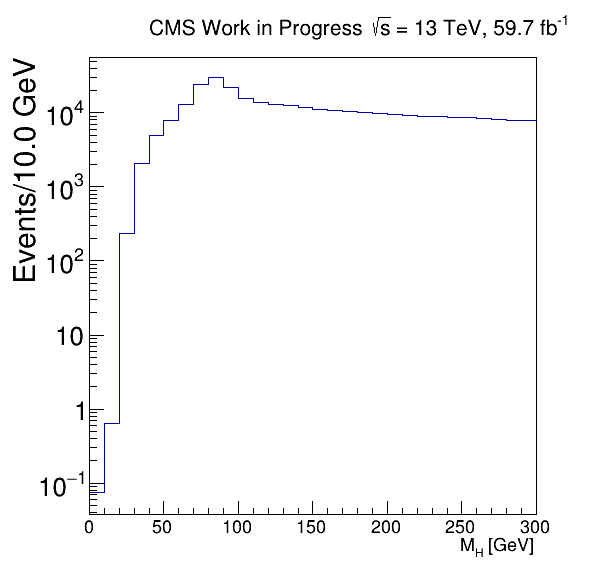 CMS Work in Progress √s = 13 TeV, 59.7 fb⁻¹
Events/10.0 GeV
10⁴
10³
10²
10
1
10⁻¹
0 50 100 150 200 250 300
M_H [GeV]